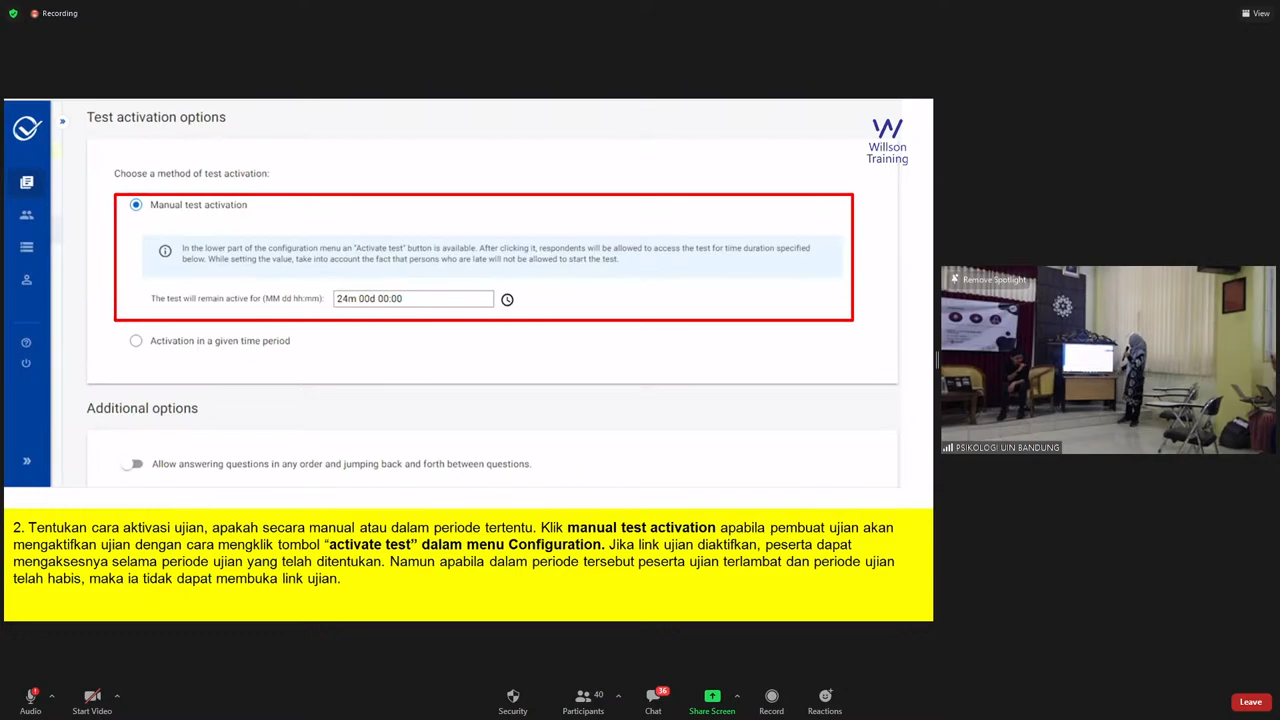 Recording
View
Test activation options
Willson
Training
Choose a method of test activation:
Manual test activation
In the lower part of the configuration menu an "Activate test" button is available. After clicking it, respondents will be allowed to access the test for time duration specified
below. While setting the value, take into account the fact that persons who are late will not be allowed to start the test.
The test will remain active for (MM dd hh:mm): 24m 00d 00:00
Activation in a given time period
Additional options
Allow answering questions in any order and jumping back and forth between questions.
Remove Spotlight
PSIKOLOGI UIN BANDUNG
2. Tentukan cara aktivasi ujian, apakah secara manual atau dalam periode tertentu. Klik manual test activation apabila pembuat ujian akan
mengaktifkan ujian dengan cara mengklik tombol “activate test” dalam menu Configuration. Jika link ujian diaktifkan, peserta dapat
mengaksesnya selama periode ujian yang telah ditentukan. Namun apabila dalam periode tersebut peserta ujian terlambat dan periode ujian
telah habis, maka ia tidak dapat membuka link ujian.
40
36
Audio
Start Video
Security
Participants
Chat
Share Screen
Record
Reactions
Leave